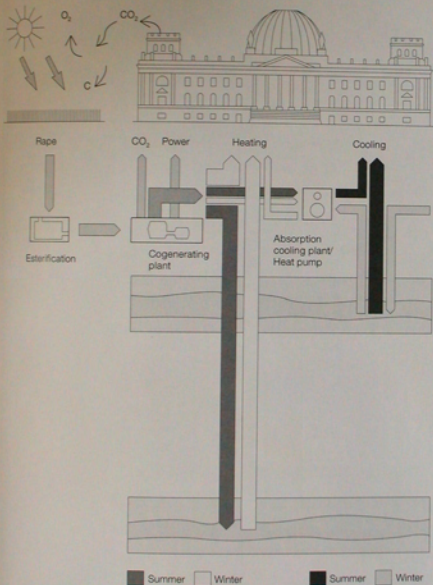 O₂
CO₂
C
Rape
CO₂ Power
Heating
Cooling
Esterification
Cogenerating
plant
Absorption
cooling plant/
Heat pump
Summer Winter
Summer Winter